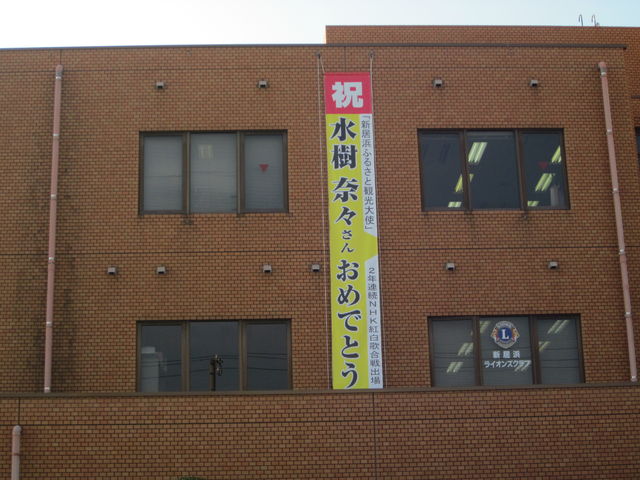 祝
水樹奈々さんおめでとう
「新居浜ふるさと観光大使」
2年連続NHK紅白歌合戦出場
L
新居浜
ライオンズクラブ